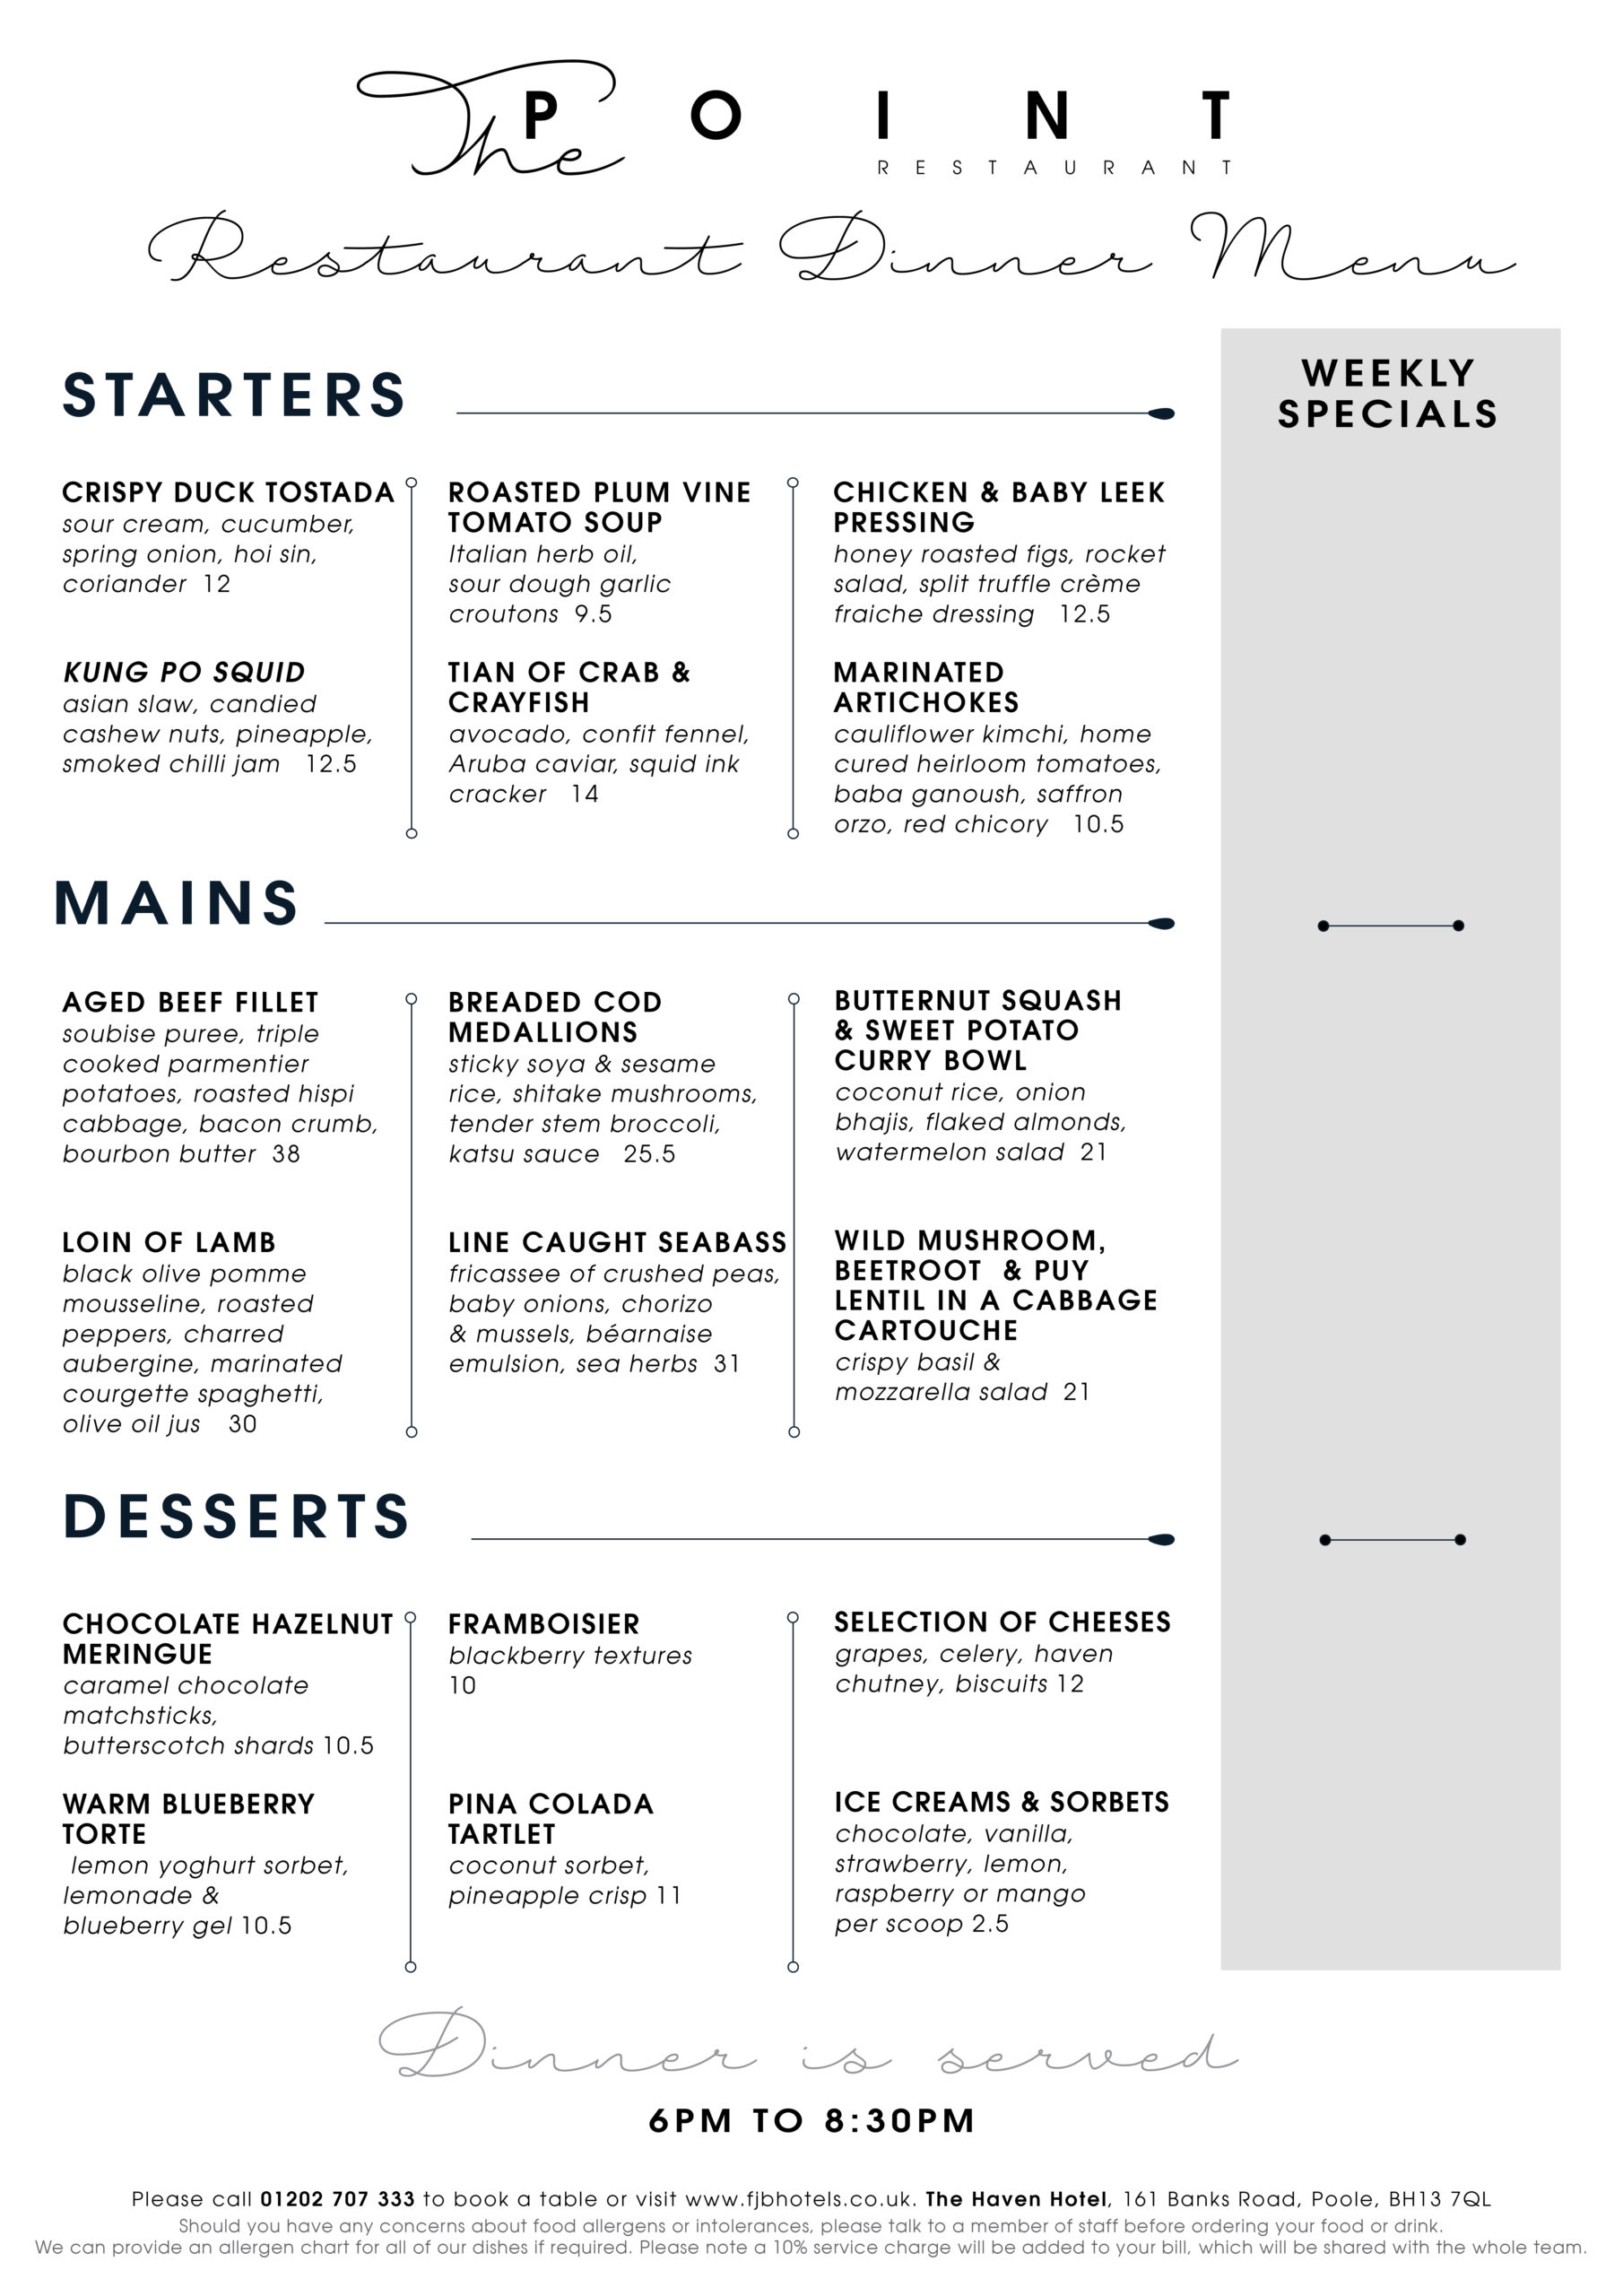 The POINT
RESTAURANT
Restaurant Dinner Menu
STARTERS
CRISPY DUCK TOSTADA
sour cream, cucumber,
spring onion, hoi sin,
coriander 12
KUNG PO SQUID
asian slaw, candied
cashew nuts, pineapple,
smoked chilli jam 12.5
ROASTED PLUM VINE
TOMATO SOUP
Italian herb oil,
sour dough garlic
croutons 9.5
TIAN OF CRAB &
CRAYFISH
avocado, confit fennel,
Aruba caviar, squid ink
cracker 14
CHICKEN & BABY LEEK
PRESSING
honey roasted figs, rocket
salad, split truffle crème
fraiche dressing 12.5
MARINATED
ARTICHOKES
cauliflower kimchi, home
cured heirloom tomatoes,
baba ganoush, saffron
orzo, red chicory 10.5
MAINS
AGED BEEF FILLET
soubise puree, triple
cooked parmentier
potatoes, roasted hispi
cabbage, bacon crumb,
bourbon butter 38
LOIN OF LAMB
black olive pomme
mousseline, roasted
peppers, charred
aubergine, marinated
courgette spaghetti,
olive oil jus 30
BREADED COD
MEDALLIONS
sticky soya & sesame
rice, shitake mushrooms,
tender stem broccoli,
katsu sauce 25.5
LINE CAUGHT SEABASS
fricassee of crushed peas,
baby onions, chorizo
& mussels, béarnaise
emulsion, sea herbs 31
BUTTERNUT SQUASH
& SWEET POTATO
CURRY BOWL
coconut rice, onion
bhajis, flaked almonds,
watermelon salad 21
WILD MUSHROOM,
BEETROOT & PUY
LENTIL IN A CABBAGE
CARTOUCHE
crispy basil &
mozzarella salad 21
DESSERTS
CHOCOLATE HAZELNUT
MERINGUE
caramel chocolate
matchsticks,
butterscotch shards 10.5
WARM BLUEBERRY
TORTE
lemon yoghurt sorbet,
lemonade &
blueberry gel 10.5
FRAMBOISIER
blackberry textures
10
PINA COLADA
TARTLET
coconut sorbet,
pineapple crisp 11
SELECTION OF CHEESES
grapes, celery, haven
chutney, biscuits 12
ICE CREAMS & SORBETS
chocolate, vanilla,
strawberry, lemon,
raspberry or mango
per scoop 2.5
WEEKLY
SPECIALS
Dinner is served
6PM TO 8:30PM
Please call 01202 707 333 to book a table or visit www.fjbhotels.co.uk. The Haven Hotel, 161 Banks Road, Poole, BH13 7QL
Should you have any concerns about food allergens or intolerances, please talk to a member of staff before ordering your food or drink.
We can provide an allergen chart for all of our dishes if required. Please note a 10% service charge will be added to your bill, which will be shared with the whole team.